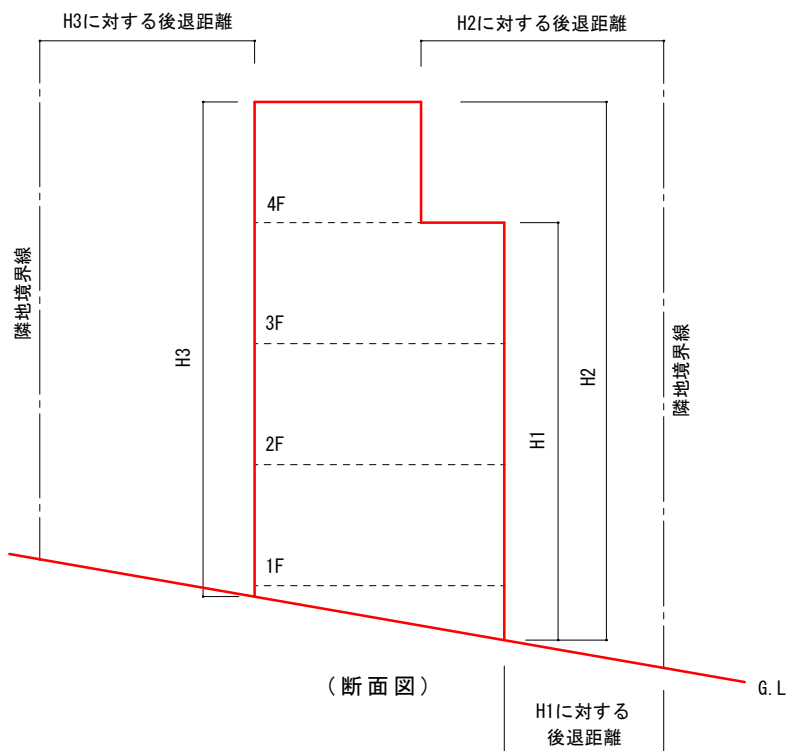 H3に対する後退距離
H2に対する後退距離
4F
隣地境界線
3F
H3
H2
隣地境界線
H1
2F
1F
(断面図)
G.L
H1に対する
後退距離